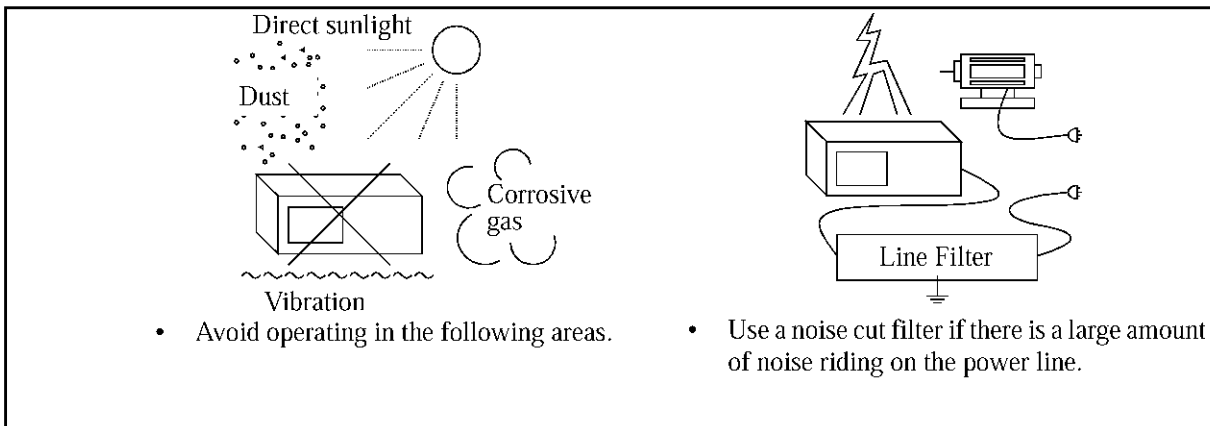 Direct sunlight
Dust
Corrosive
gas
Vibration
• Avoid operating in the following areas.
Line Filter
• Use a noise cut filter if there is a large amount
of noise riding on the power line.